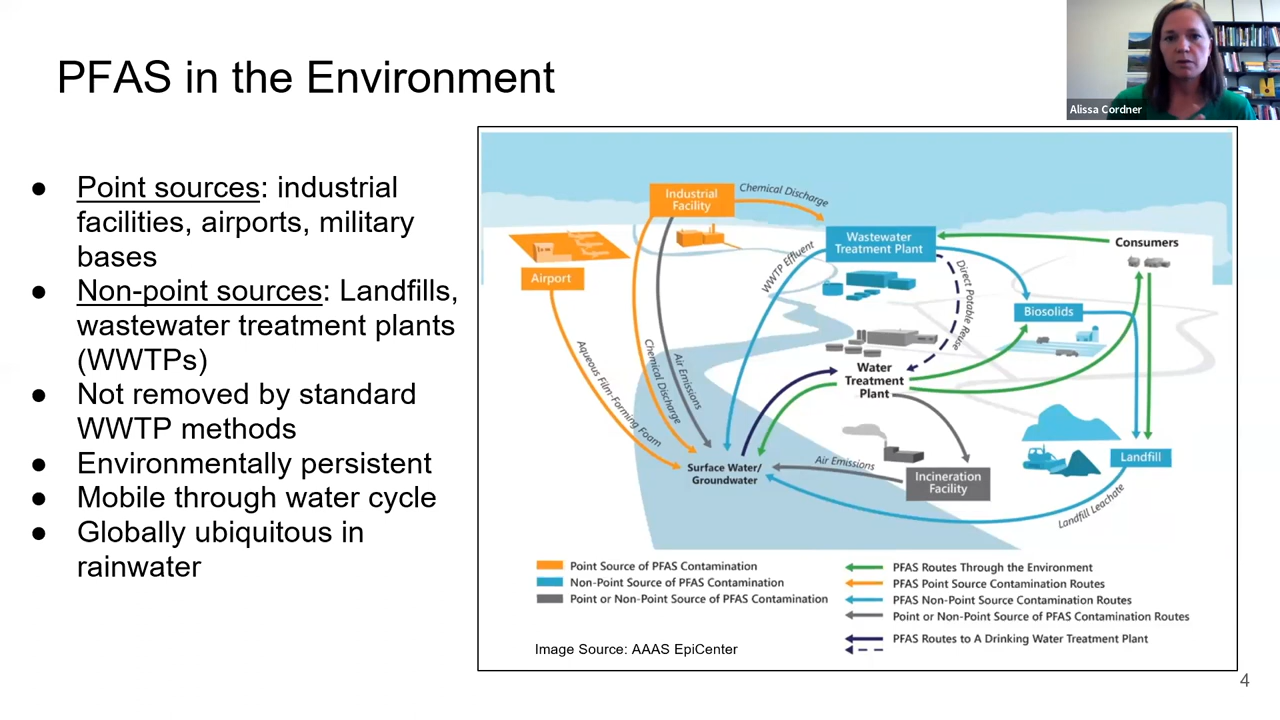 PFAS in the Environment
Alissa Cordner
● Point sources: industrial
facilities, airports, military
bases
● Non-point sources: Landfills,
wastewater treatment plants
(WWTPs)
● Not removed by standard
WWTP methods
● Environmentally persistent
● Mobile through water cycle
● Globally ubiquitous in
rainwater
Industrial
Facility
Chemical Discharge
Wastewater
Treatment Plant
Consumers
Airport
WWTP Effluent
Direct Potable Reuse
Biosolids
Aqueous Film-Forming Foam
Chemical Discharge
Air Emissions
Water
Treatment
Plant
Surface Water/
Groundwater
Air Emissions
Incineration
Facility
Landfill
Landfill Leachate
Point Source of PFAS Contamination
Non-Point Source of PFAS Contamination
Point or Non-Point Source of PFAS Contamination
PFAS Routes Through the Environment
PFAS Point Source Contamination Routes
PFAS Non-Point Source Contamination Routes
Point or Non-Point Source of PFAS Contamination Routes
PFAS Routes to A Drinking Water Treatment Plant
Image Source: AAAS EpiCenter
4